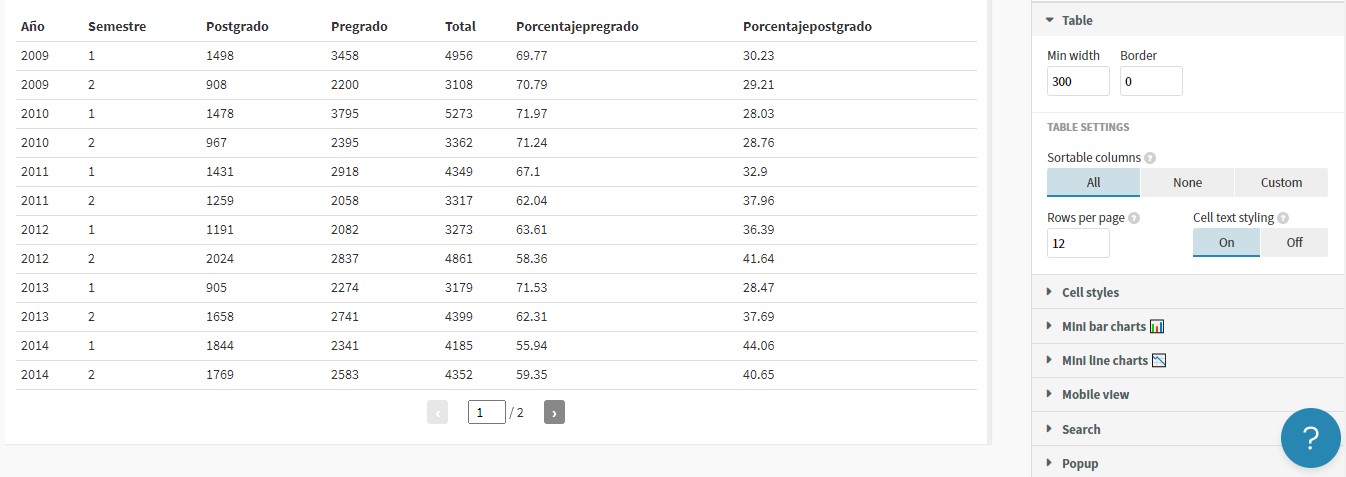 Año Semestre Postgrado Pregrado Total Porcentajepregrado Porcentajepostgrado
2009 1 1498 3458 4956 69.77 30.23
2009 2 908 2200 3108 70.79 29.21
2010 1 1478 3795 5273 71.97 28.03
2010 2 967 2395 3362 71.24 28.76
2011 1 1431 2918 4349 67.1 32.9
2011 2 1259 2058 3317 62.04 37.96
2012 1 1191 2082 3273 63.61 36.39
2012 2 2024 2837 4861 58.36 41.64
2013 1 905 2274 3179 71.53 28.47
2013 2 1658 2741 4399 62.31 37.69
2014 1 1844 2341 4185 55.94 44.06
2014 2 1769 2583 4352 59.35 40.65
‹ 1 / 2 ›
Table
Min width Border
300 0
TABLE SETTINGS
Sortable columns ?
All None Custom
Rows per page ? Cell text styling ?
12 On Off
Cell styles
Mini bar charts
Mini line charts
Mobile view
Search
Popup
?